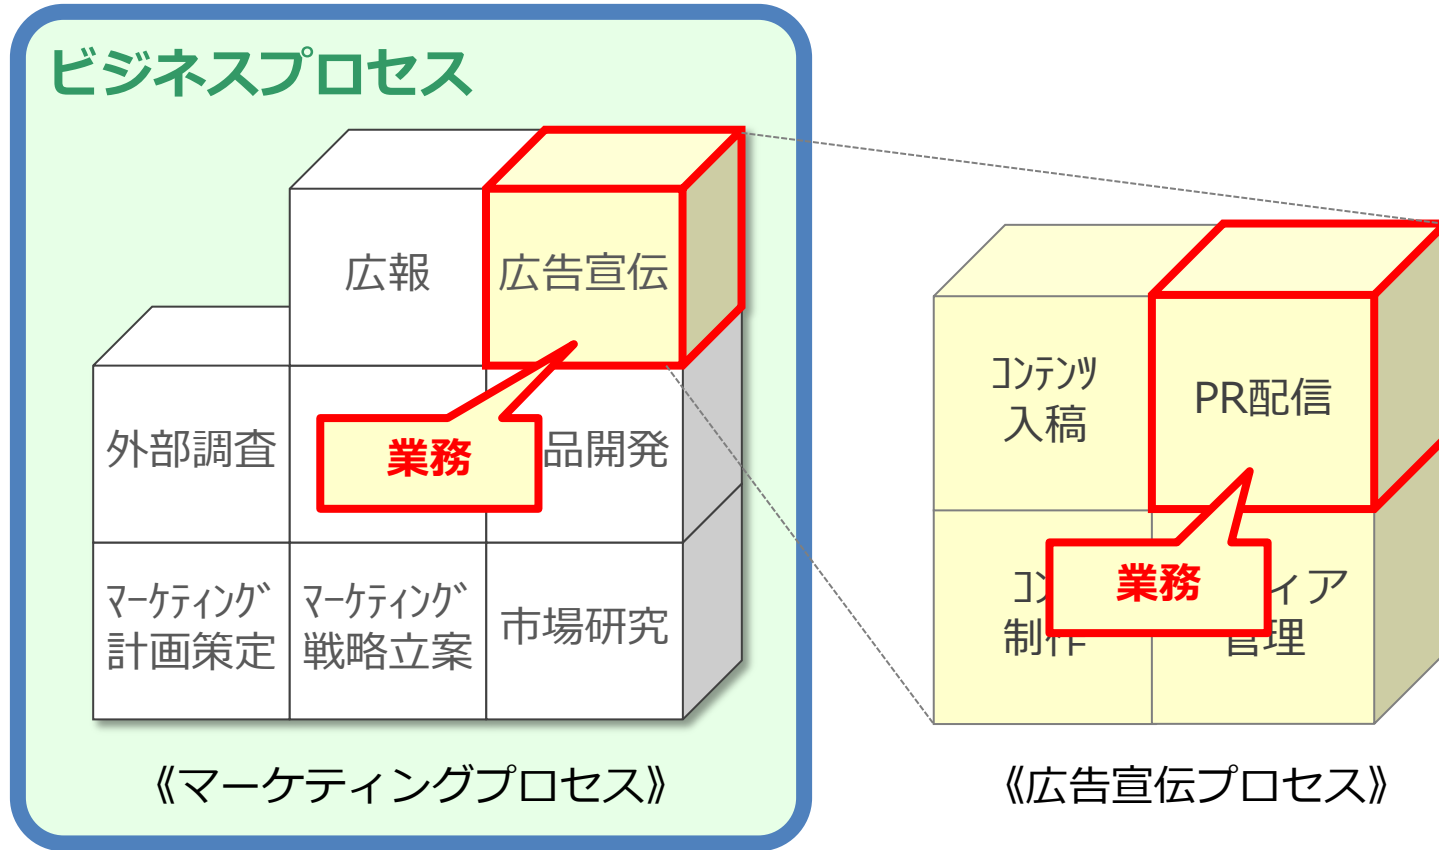 ビジネスプロセス
広報
広告宣伝
外部調査
業務
品開発
ﾏｰｹﾃｨﾝｸﾞ
計画策定
ﾏｰｹﾃｨﾝｸﾞ
戦略立案
市場研究
《マーケティングプロセス》
ｺﾝﾃﾝﾂ
入稿
PR配信
業務
ｺﾝ
制作
ィア
管理
《広告宣伝プロセス》